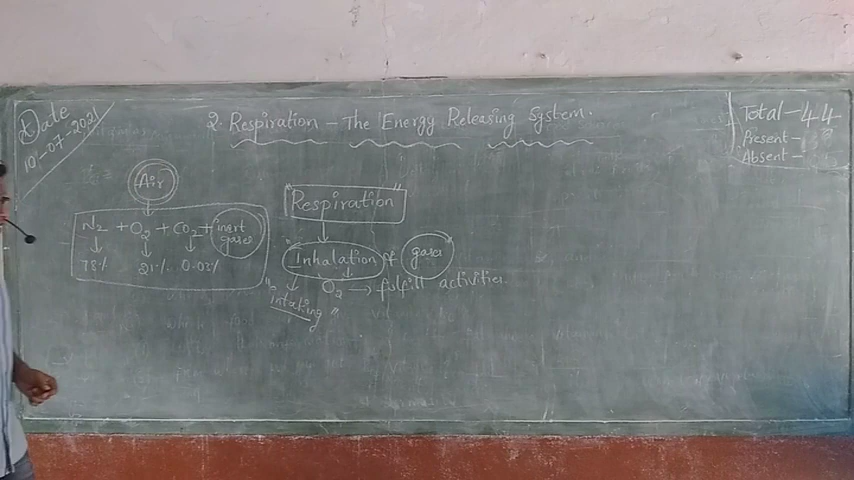 Date
10-07-2021
2. Respiration - The Energy Releasing System.
Total - 44
Present -
Absent -
Air
N2 + O2 + CO2 + inert gases
78% 21% 0.03%
"Respiration"
Inhalation of gases
O2 → fulfill activities.
"intaking"